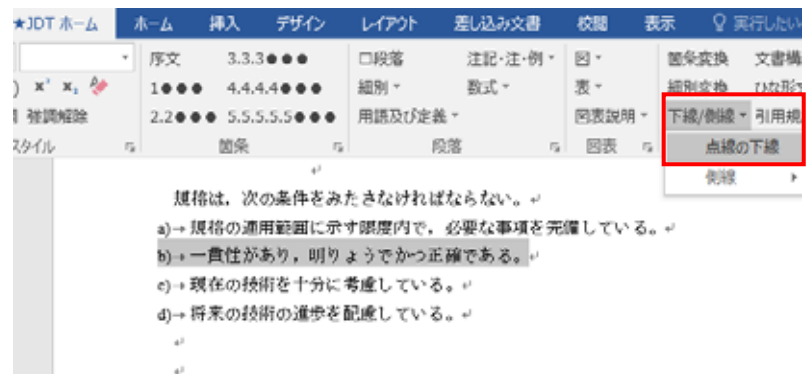 ★JDT ホーム ホーム 挿入 デザイン レイアウト 差し込み文書 校閲 表示 実行したい
序文 3.3.3●●● 口段落 注記・注・例 図 箇条変換 文書構
x² x₂ 1●●● 4.4.4.4●●● 細別 数式 表 細別変換 ひな形
強調解除 2.2●●● 5.5.5.5.5●●● 用語及び定義 図表説明 下線/側線 引用規
スタイル 箇条 段落 図表 点線の下線
側線
規格は，次の条件をみたさなければならない。
a)→規格の適用範囲に示す限度内で，必要な事項を完備している。
b)→一貫性があり，明りょうでかつ正確である。
c)→現在の技術を十分に考慮している。
d)→将来の技術の進歩を配慮している。